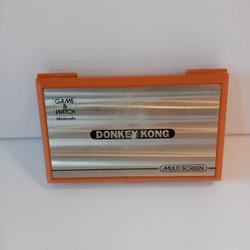 GAME
&
WATCH
Nintendo
DONKEY KONG
MULTI SCREEN